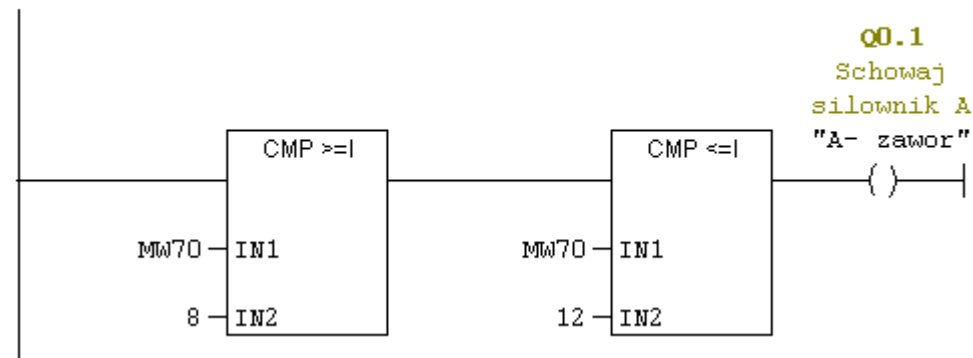 Q0.1
Schowaj
silownik A
"A- zawor"
CMP >=I
CMP <=I
MW70
IN1
MW70
IN1
8
IN2
12
IN2